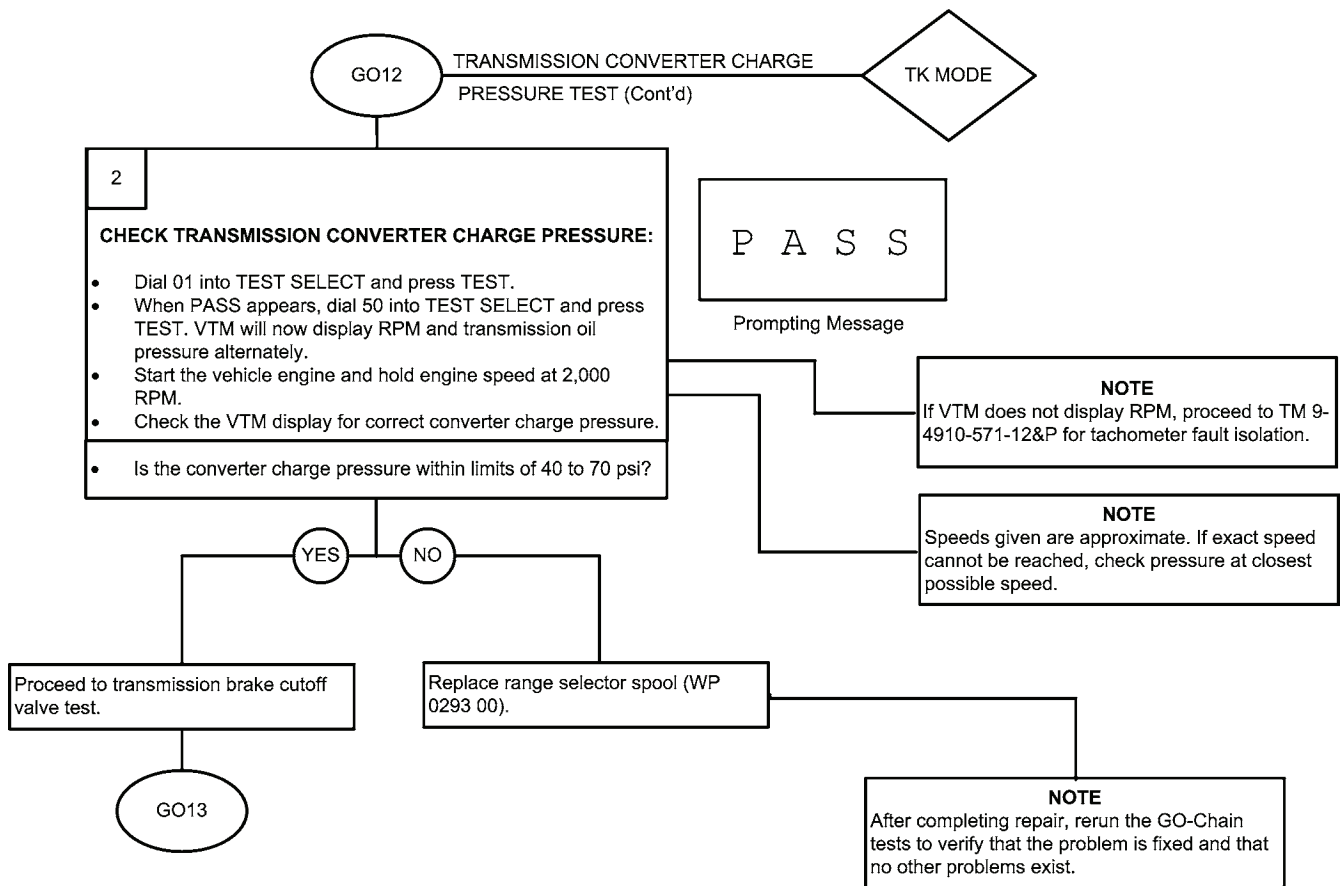 GO12
TRANSMISSION CONVERTER CHARGE
PRESSURE TEST (Cont'd)
TK MODE
2
CHECK TRANSMISSION CONVERTER CHARGE PRESSURE:
• Dial 01 into TEST SELECT and press TEST.
• When PASS appears, dial 50 into TEST SELECT and press
TEST. VTM will now display RPM and transmission oil
pressure alternately.
• Start the vehicle engine and hold engine speed at 2,000
RPM.
• Check the VTM display for correct converter charge pressure.
• Is the converter charge pressure within limits of 40 to 70 psi?
P A S S
Prompting Message
NOTE
If VTM does not display RPM, proceed to TM 9-
4910-571-12&P for tachometer fault isolation.
NOTE
Speeds given are approximate. If exact speed
cannot be reached, check pressure at closest
possible speed.
YES
NO
Proceed to transmission brake cutoff
valve test.
Replace range selector spool (WP
0293 00).
GO13
NOTE
After completing repair, rerun the GO-Chain
tests to verify that the problem is fixed and that
no other problems exist.